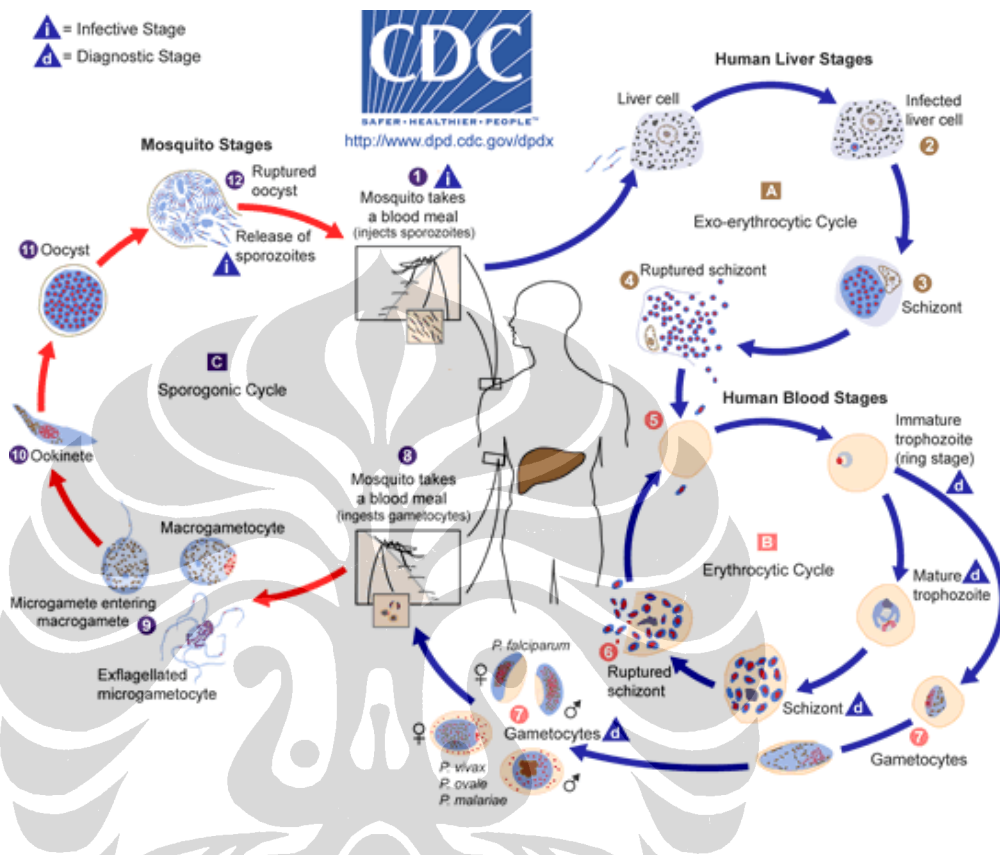 i = Infective Stage
d = Diagnostic Stage
CDC
SAFER·HEALTHIER·PEOPLE™
http://www.dpd.cdc.gov/dpdx
Human Liver Stages
Liver cell
Infected
liver cell
2
Mosquito Stages
12 Ruptured
oocyst
Release of
sporozoites
i
1 i
Mosquito takes
a blood meal
(injects sporozoites)
A
Exo-erythrocytic Cycle
11 Oocyst
4 Ruptured schizont
3
Schizont
C
Sporogonic Cycle
Human Blood Stages
5
Immature
trophozoite
(ring stage)
d
10 Ookinete
8
Mosquito takes
a blood meal
(ingests gametocytes)
Macrogametocyte
B
Erythrocytic Cycle
Mature d
trophozoite
Microgamete entering
macrogamete 9
Exflagellated
microgametocyte
P. falciparum
6
Ruptured
schizont
♀
♂
7
Schizont d
7
Gametocytes
Gametocytes d
♀
♂
P. vivax
P. ovale
P. malariae